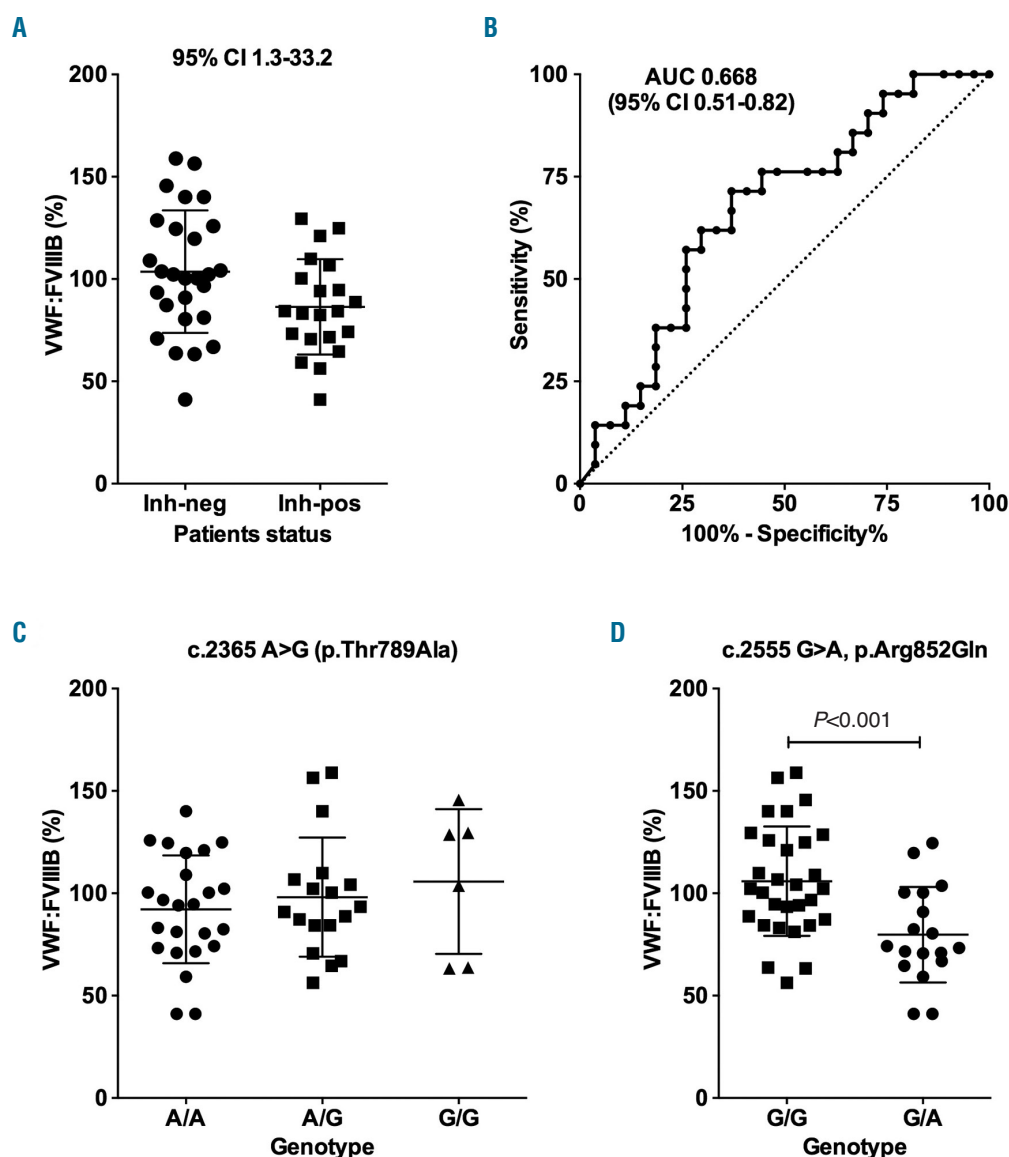 A
95% CI 1.3-33.2
VWF:FVIIIB (%)
200
150
100
50
0
Inh-neg
Inh-pos
Patients status
B
AUC 0.668
(95% CI 0.51-0.82)
Sensitivity (%)
100
75
50
25
0
0
25
50
75
100
100% - Specificity%
C
c.2365 A>G (p.Thr789Ala)
VWF:FVIIIB (%)
200
150
100
50
0
A/A
A/G
G/G
Genotype
D
c.2555 G>A, p.Arg852Gln
P<0.001
VWF:FVIIIB (%)
200
150
100
50
0
G/G
G/A
Genotype